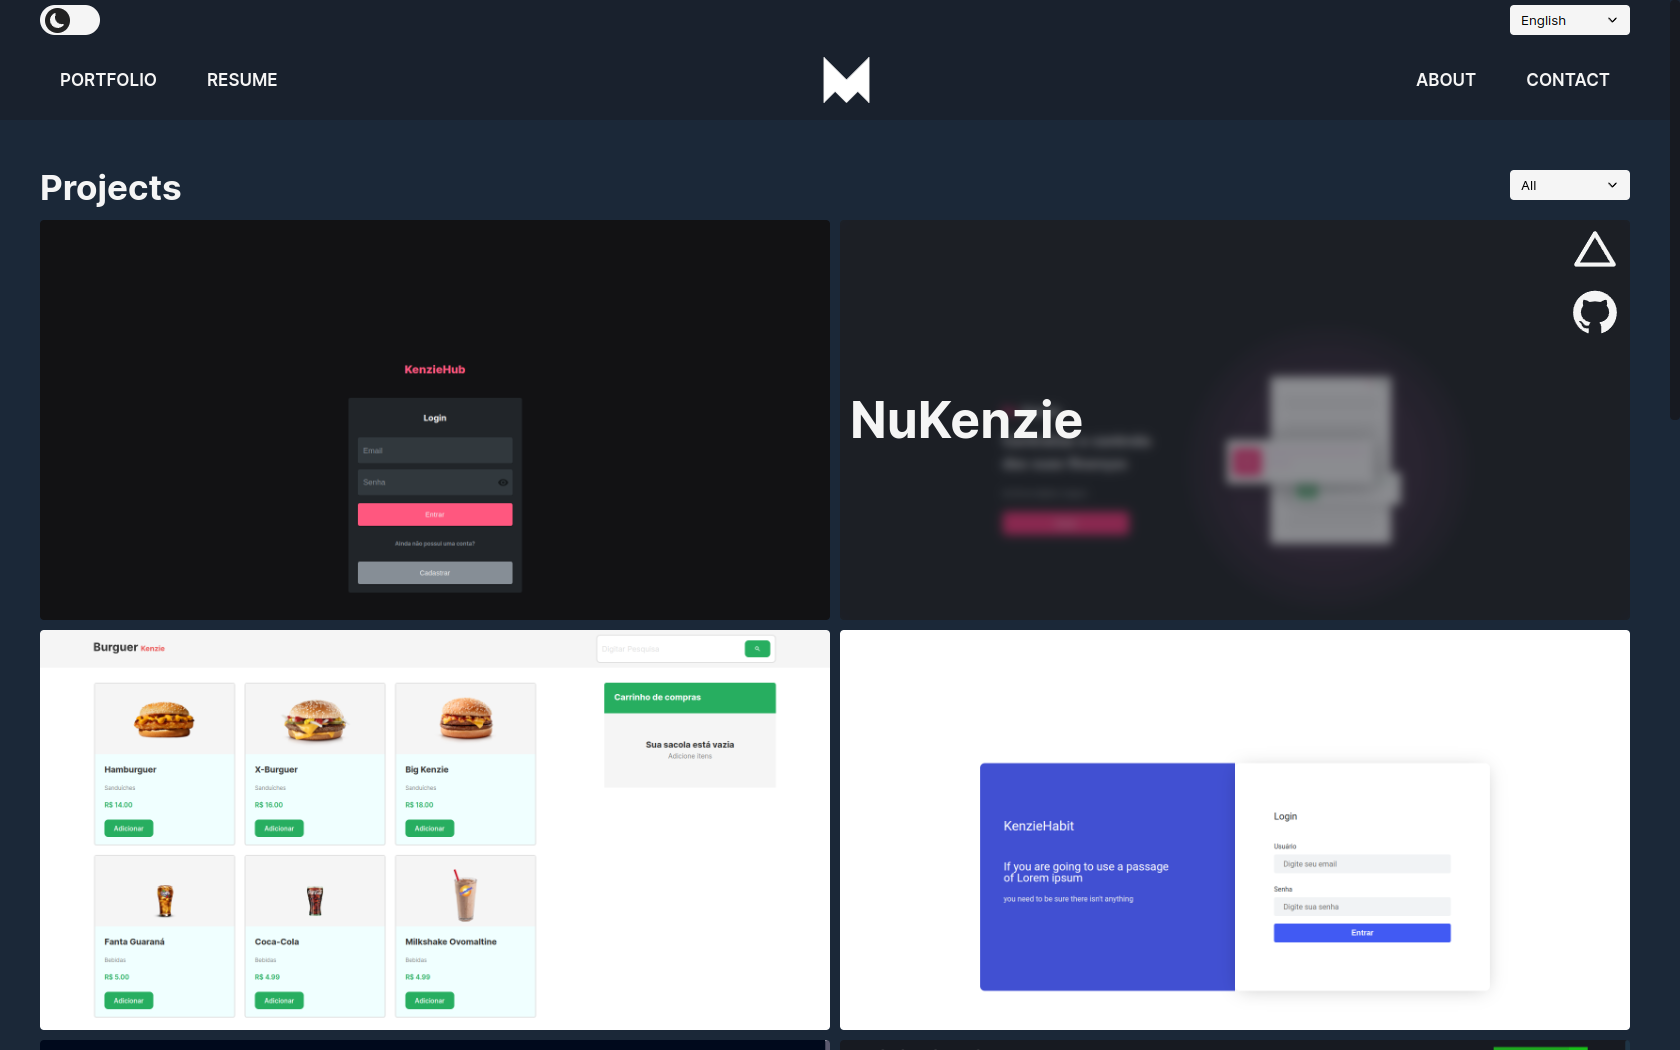 English
PORTFOLIO RESUME ABOUT CONTACT
Projects
All
KenzieHub
Login
Email
Senha
Entrar
Ainda não possui uma conta?
Cadastrar
NuKenzie
Burguer Kenzie
Digitar Pesquisa
Hamburguer
Sanduíches
R$ 14.00
Adicionar
X-Burguer
Sanduíches
R$ 16.00
Adicionar
Big Kenzie
Sanduíches
R$ 18.00
Adicionar
Carrinho de compras
Sua sacola está vazia
Adicione itens
Fanta Guaraná
Bebidas
R$ 5.00
Adicionar
Coca-Cola
Bebidas
R$ 4.99
Adicionar
Milkshake Ovomaltine
Bebidas
R$ 4.99
Adicionar
KenzieHabit
If you are going to use a passage
of Lorem ipsum
you need to be sure there isn't anything
Login
Usuário
Digite seu email
Senha
Digite sua senha
Entrar